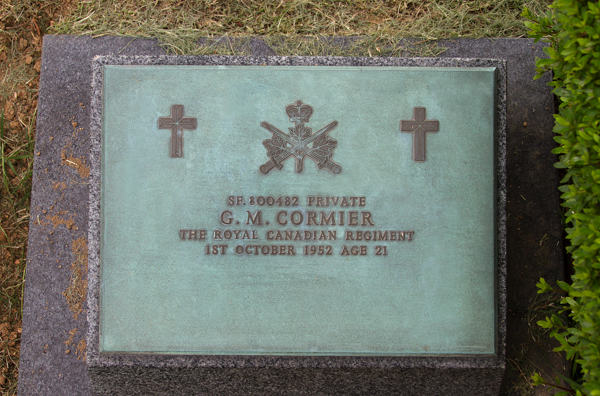 SF. 800482 PRIVATE
G. M. CORMIER
THE ROYAL CANADIAN REGIMENT
1ST OCTOBER 1952 AGE 21